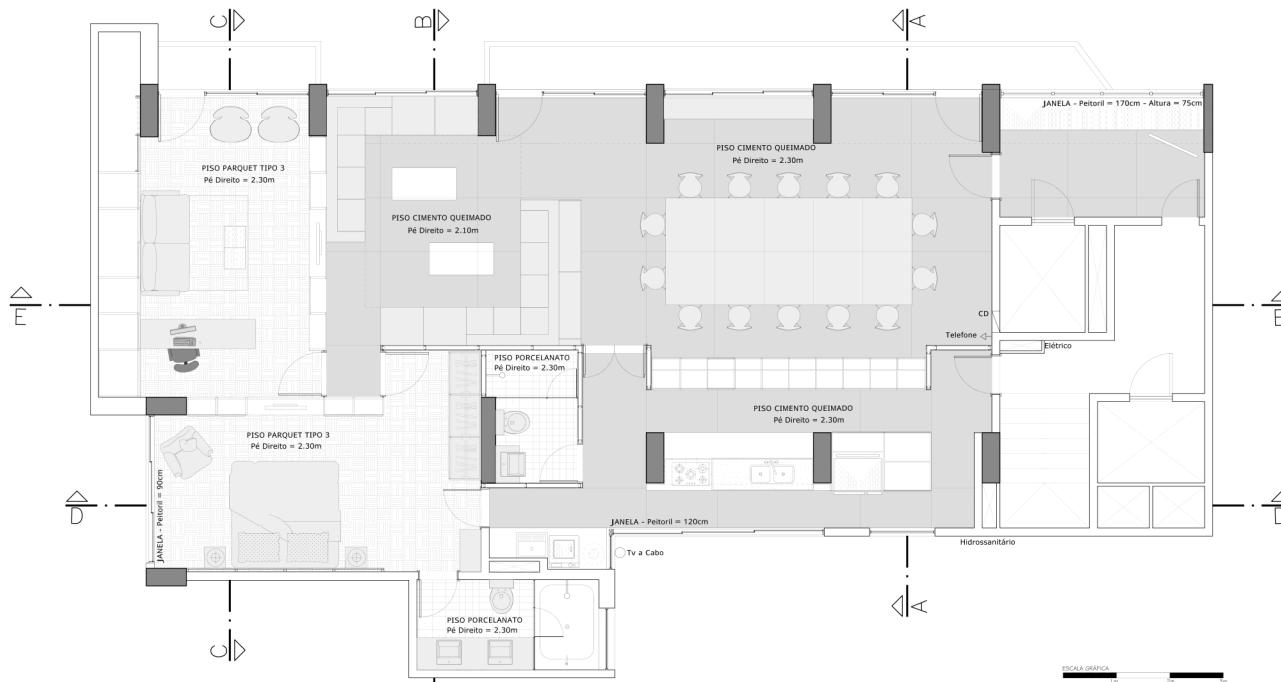 C
B
A
JANELA - Peitoril = 170cm - Altura = 75cm
PISO PARQUET TIPO 3
Pé Direito = 2.30m
PISO CIMENTO QUEIMADO
Pé Direito = 2.30m
PISO CIMENTO QUEIMADO
Pé Direito = 2.10m
E
E
CD
Telefone
Elétrico
PISO PORCELANATO
Pé Direito = 2.30m
PISO CIMENTO QUEIMADO
Pé Direito = 2.30m
PISO PARQUET TIPO 3
Pé Direito = 2.30m
JANELA - Peitoril = 90cm
D
D
JANELA - Peitoril = 120cm
Hidrossanitário
Tv a Cabo
A
PISO PORCELANATO
Pé Direito = 2.30m
C
ESCALA GRÁFICA
1m
2m
3m